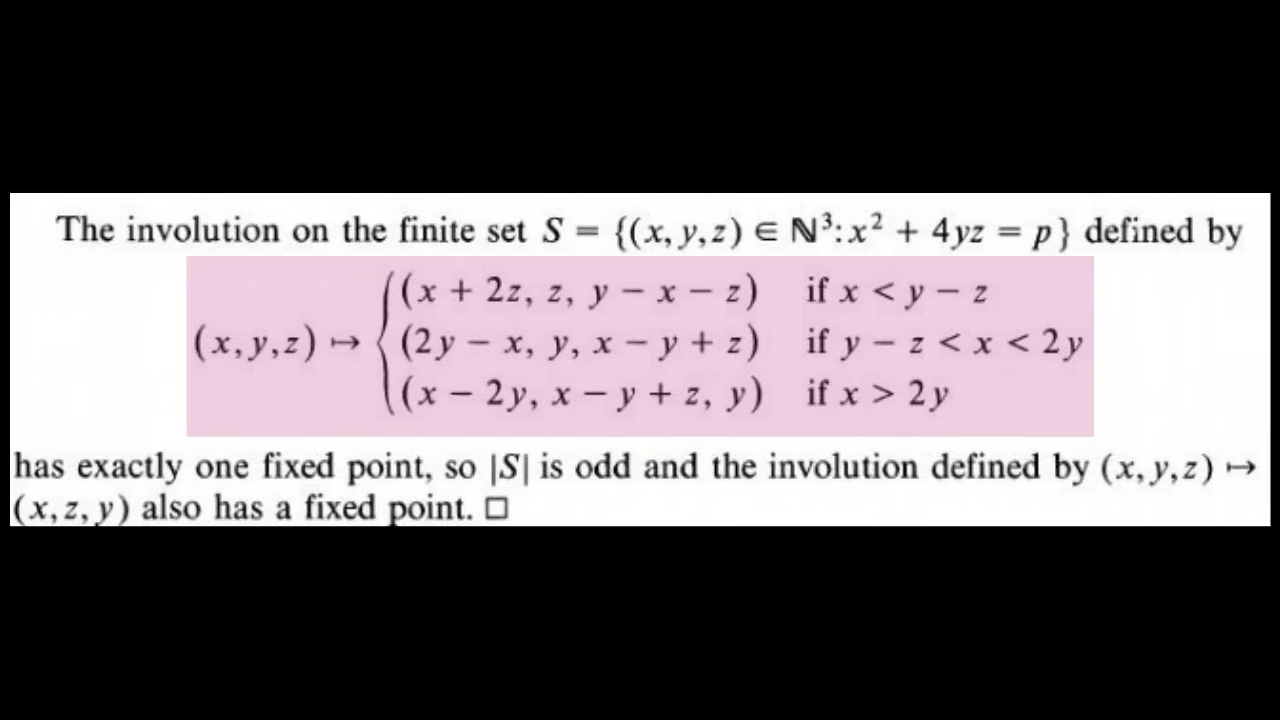 The involution on the finite set S = {(x, y, z) ∈ ℕ³: x² + 4yz = p} defined by
(x, y, z) ↦ { (x + 2z, z, y − x − z) if x < y − z
(2y − x, y, x − y + z) if y − z < x < 2y
(x − 2y, x − y + z, y) if x > 2y
has exactly one fixed point, so |S| is odd and the involution defined by (x, y, z) ↦
(x, z, y) also has a fixed point. □